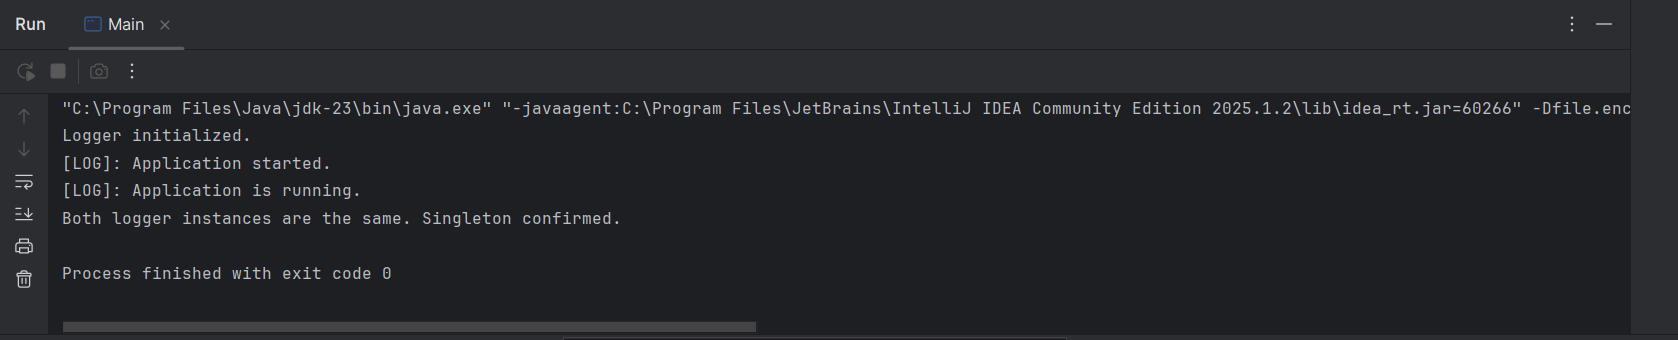 Run Main
"C:\Program Files\Java\jdk-23\bin\java.exe" "-javaagent:C:\Program Files\JetBrains\IntelliJ IDEA Community Edition 2025.1.2\lib\idea_rt.jar=60266" -Dfile.enc
Logger initialized.
[LOG]: Application started.
[LOG]: Application is running.
Both logger instances are the same. Singleton confirmed.
Process finished with exit code 0